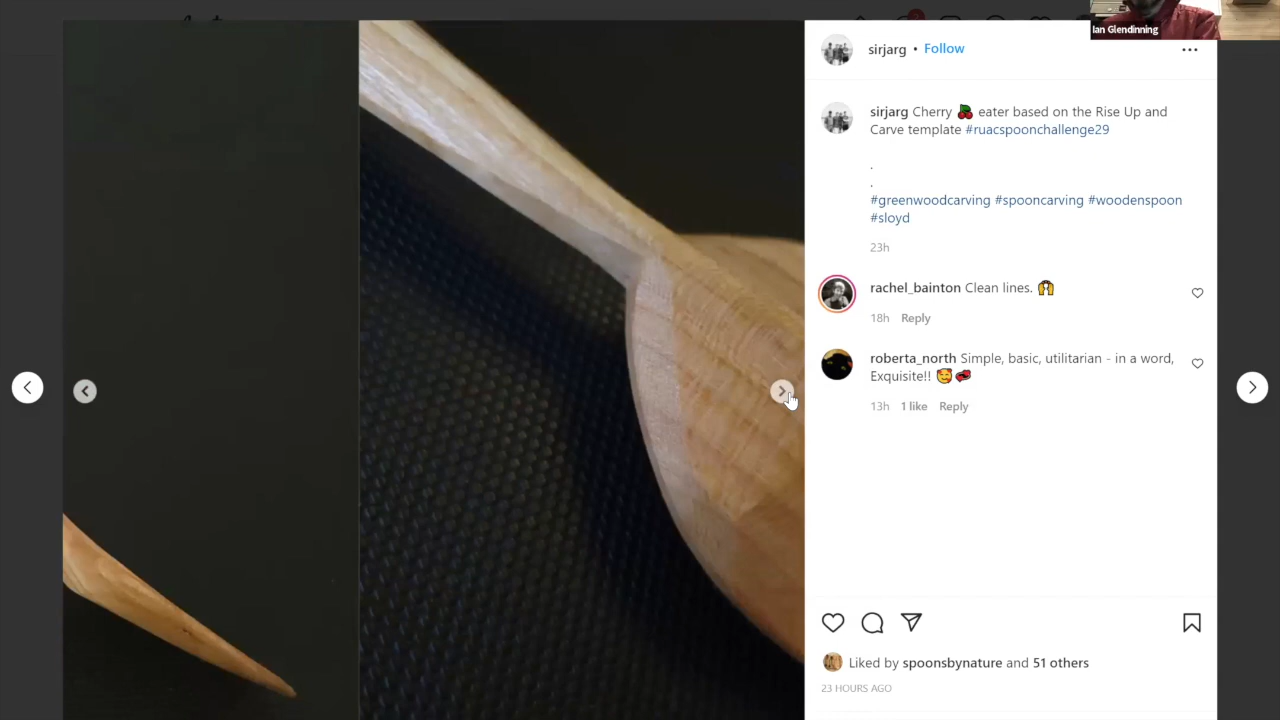 Ian Glendinning
sirjarg • Follow
sirjarg Cherry 🍒 eater based on the Rise Up and
Carve template #ruacspoonchallenge29
.
.
#greenwoodcarving #spooncarving #woodenspoon
#sloyd
23h
rachel_bainton Clean lines. 🙌
18h Reply
roberta_north Simple, basic, utilitarian - in a word,
Exquisite!! 🥰 💋
13h 1 like Reply
Liked by spoonsbynature and 51 others
23 HOURS AGO